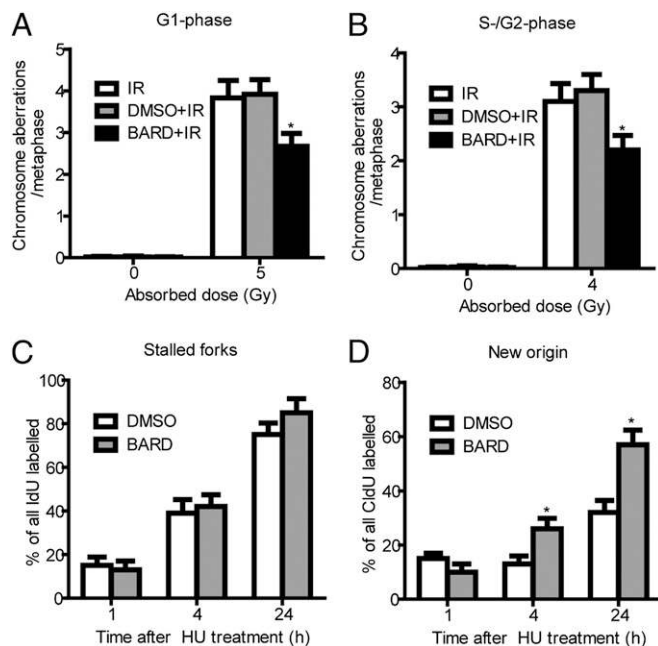 A
G1-phase
Chromosome aberrations
/metaphase
5
4
3
2
1
0
IR
DMSO+IR
BARD+IR
*
0
5
Absorbed dose (Gy)
B
S-/G2-phase
Chromosome aberrations
/metaphase
4
3
2
1
0
IR
DMSO+IR
BARD+IR
*
0
4
Absorbed dose (Gy)
C
Stalled forks
% of all IdU labelled
100
80
60
40
20
0
DMSO
BARD
1
4
24
Time after HU treatment (h)
D
New origin
% of all CldU labelled
80
60
40
20
0
DMSO
BARD
*
*
1
4
24
Time after HU treatment (h)